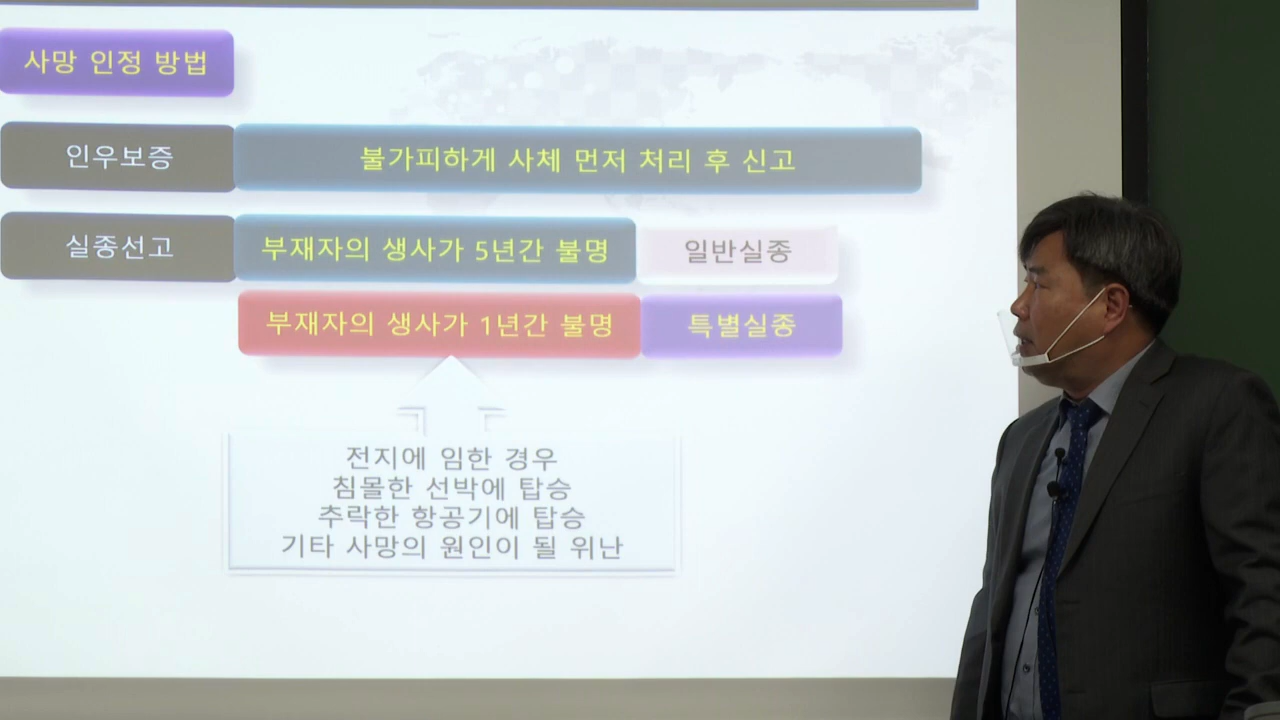 사망 인정 방법
인우보증
불가피하게 사체 먼저 처리 후 신고
실종선고
부재자의 생사가 5년간 불명
일반실종
부재자의 생사가 1년간 불명
특별실종
전지에 임한 경우
침몰한 선박에 탑승
추락한 항공기에 탑승
기타 사망의 원인이 될 위난